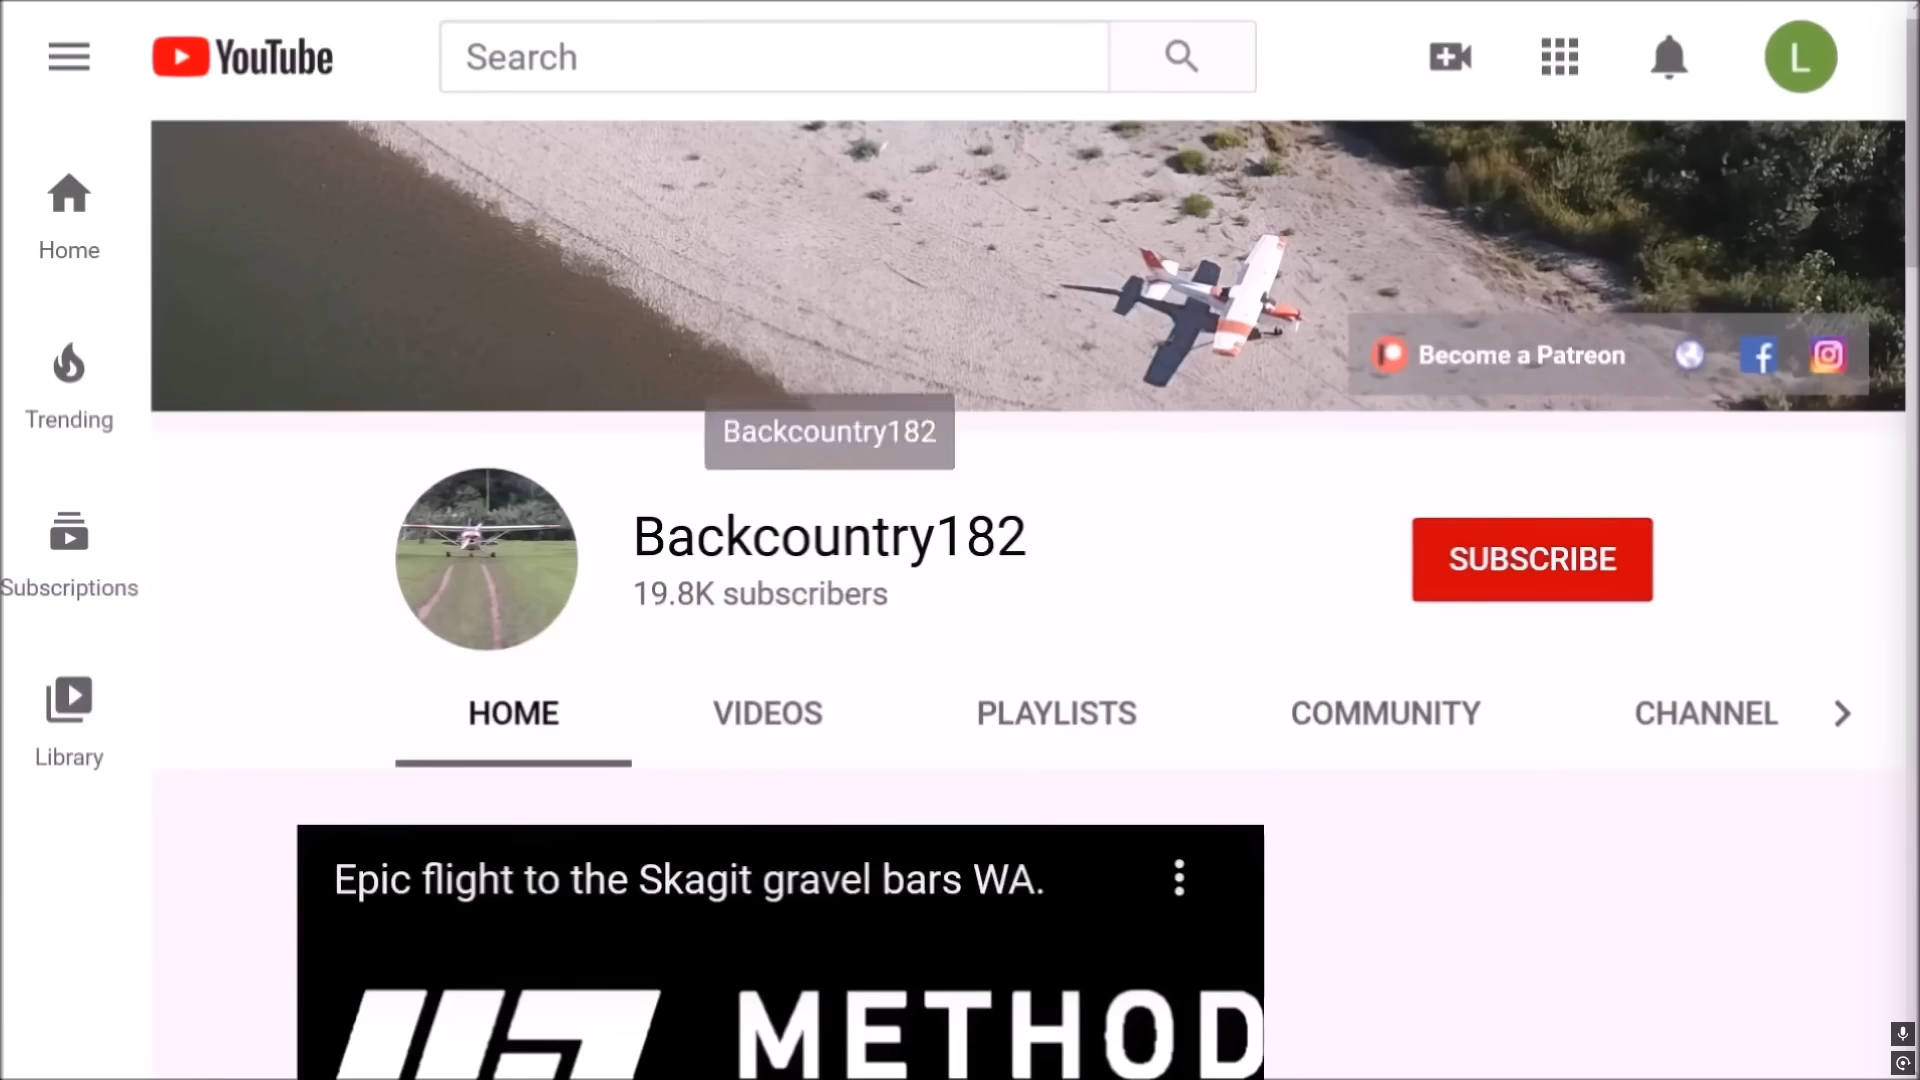 YouTube
Search
L
Home
Trending
Subscriptions
Library
Become a Patreon
Backcountry182
Backcountry182
19.8K subscribers
SUBSCRIBE
HOME VIDEOS PLAYLISTS COMMUNITY CHANNEL
Epic flight to the Skagit gravel bars WA.
METHOD